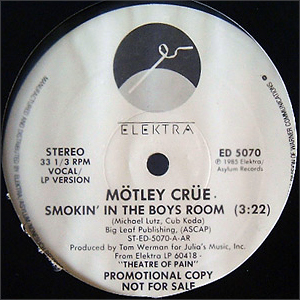 ELEKTRA
STEREO
33 1/3 RPM
VOCAL/
LP VERSION
ED 5070
℗ 1985 Elektra/
Asylum Records
MÖTLEY CRÜE
SMOKIN' IN THE BOYS ROOM (3:22)
(Michael Lutz, Cub Koda)
Big Leaf Publishing, (ASCAP)
ST-ED-5070-A-AR
Produced by Tom Werman for Julia's Music, Inc.
From Elektra LP 60418 -
"THEATRE OF PAIN"
PROMOTIONAL COPY
NOT FOR SALE